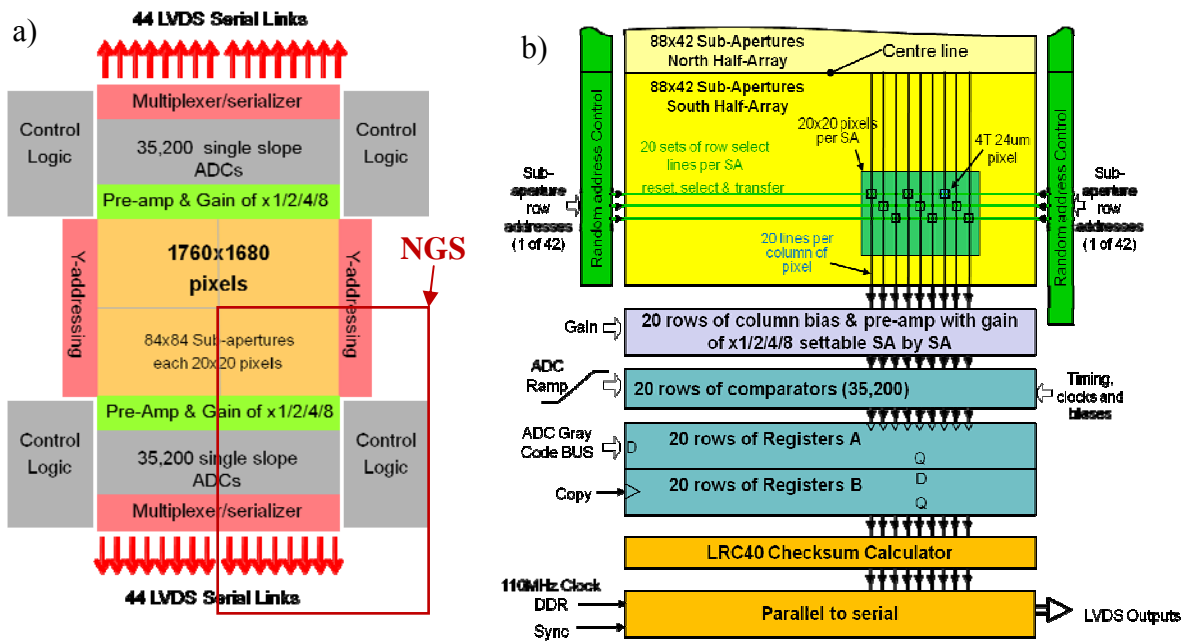 a)
44 LVDS Serial Links
Multiplexer/serializer
Control
Logic
35,200 single slope
ADCs
Control
Logic
Pre-amp & Gain of x1/2/4/8
Y-addressing
1760x1680
pixels
Y-addressing
NGS
84x84 Sub-apertures
each 20x20 pixels
Pre-Amp & Gain of x1/2/4/8
Control
Logic
35,200 single slope
ADCs
Control
Logic
Multiplexer/serializer
44 LVDS Serial Links
b)
88x42 Sub-Apertures
North Half-Array
Centre line
88x42 Sub-Apertures
South Half-Array
20x20 pixels
per SA
4T 24um
pixel
20 sets of row select
lines per SA
reset, select & transfer
Random address Control
Random address Control
Sub-
aperture
row
addresses
(1 of 42)
Sub-
aperture
row
addresses
(1 of 42)
20 lines per
column of
pixel
Gain
20 rows of column bias & pre-amp with gain
of x1/2/4/8 settable SA by SA
ADC
Ramp
20 rows of comparators (35,200)
Timing,
clocks and
biases
ADC Gray
Code BUS
D
20 rows of Registers A
Q
Copy
20 rows of Registers B
D
Q
LRC40 Checksum Calculator
110MHz Clock
DDR
Sync
Parallel to serial
LVDS Outputs